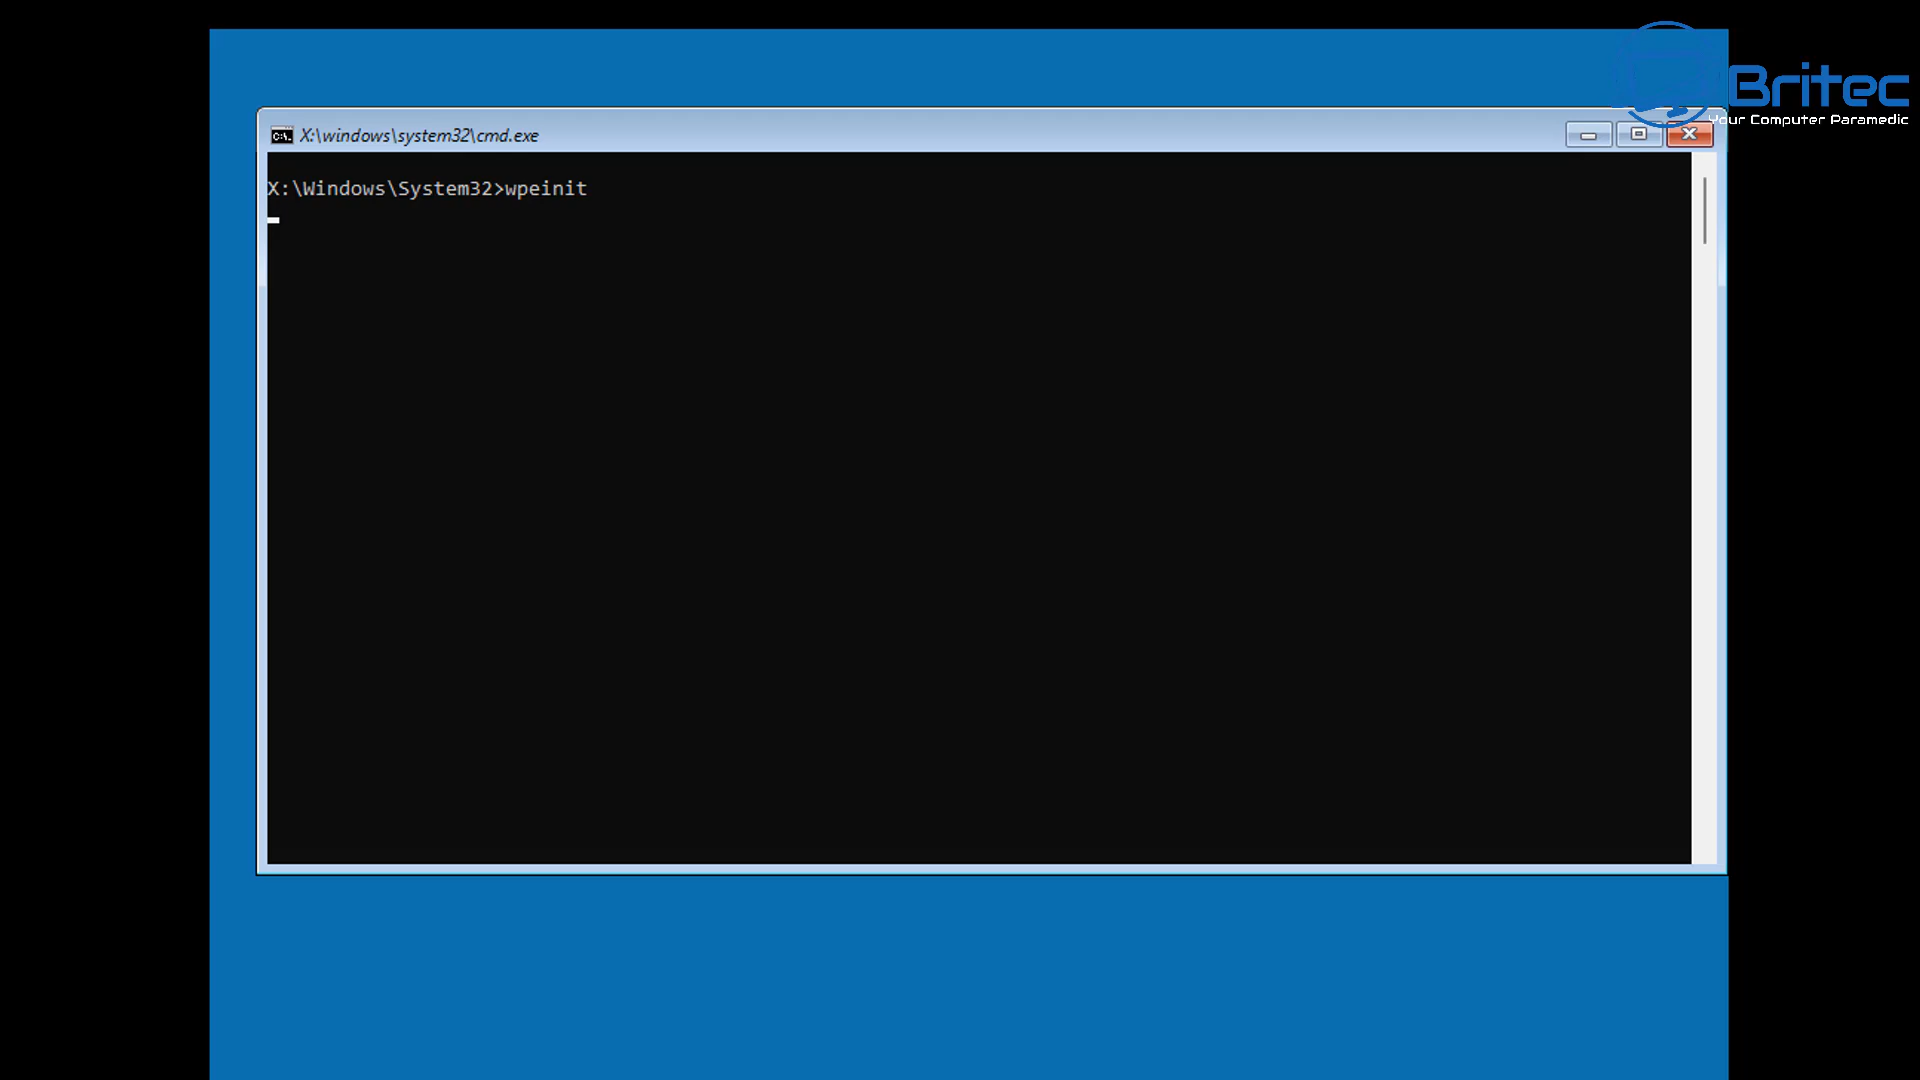 Britec
Your Computer Paramedic
X:\windows\system32\cmd.exe
X:\Windows\System32>wpeinit